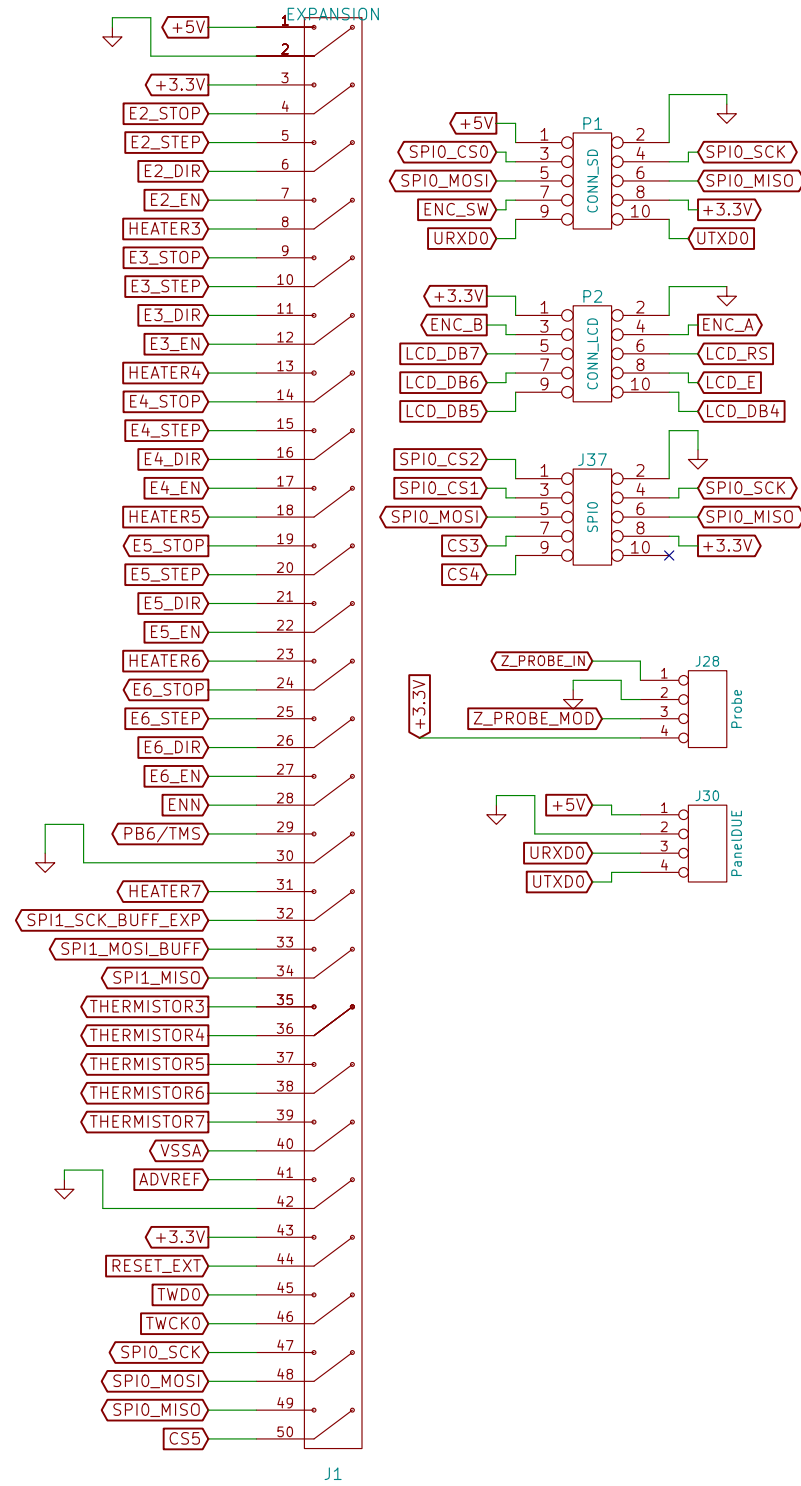 EXPANSION
+5V 1
2
+3.3V 3
E2_STOP 4
E2_STEP 5
E2_DIR 6
E2_EN 7
HEATER3 8
E3_STOP 9
E3_STEP 10
E3_DIR 11
E3_EN 12
HEATER4 13
E4_STOP 14
E4_STEP 15
E4_DIR 16
E4_EN 17
HEATER5 18
E5_STOP 19
E5_STEP 20
E5_DIR 21
E5_EN 22
HEATER6 23
E6_STOP 24
E6_STEP 25
E6_DIR 26
E6_EN 27
ENN 28
PB6/TMS 29
30
HEATER7 31
SPI1_SCK_BUFF_EXP 32
SPI1_MOSI_BUFF 33
SPI1_MISO 34
THERMISTOR3 35
THERMISTOR4 36
THERMISTOR5 37
THERMISTOR6 38
THERMISTOR7 39
VSSA 40
ADVREF 41
42
+3.3V 43
RESET_EXT 44
TWD0 45
TWCK0 46
SPI0_SCK 47
SPI0_MOSI 48
SPI0_MISO 49
CS5 50
J1
P1
CONN_SD
+5V 1 2
SPI0_CS0 3 4 SPI0_SCK
SPI0_MOSI 5 6 SPI0_MISO
ENC_SW 7 8 +3.3V
URXD0 9 10 UTXD0
P2
CONN_LCD
+3.3V 1 2
ENC_B 3 4 ENC_A
LCD_DB7 5 6 LCD_RS
LCD_DB6 7 8 LCD_E
LCD_DB5 9 10 LCD_DB4
J37
SPI0
SPI0_CS2 1 2
SPI0_CS1 3 4 SPI0_SCK
SPI0_MOSI 5 6 SPI0_MISO
CS3 7 8 +3.3V
CS4 9 10
J28
Probe
Z_PROBE_IN 1
2
Z_PROBE_MOD 3
+3.3V 4
J30
PanelDUE
+5V 1
2
URXD0 3
UTXD0 4